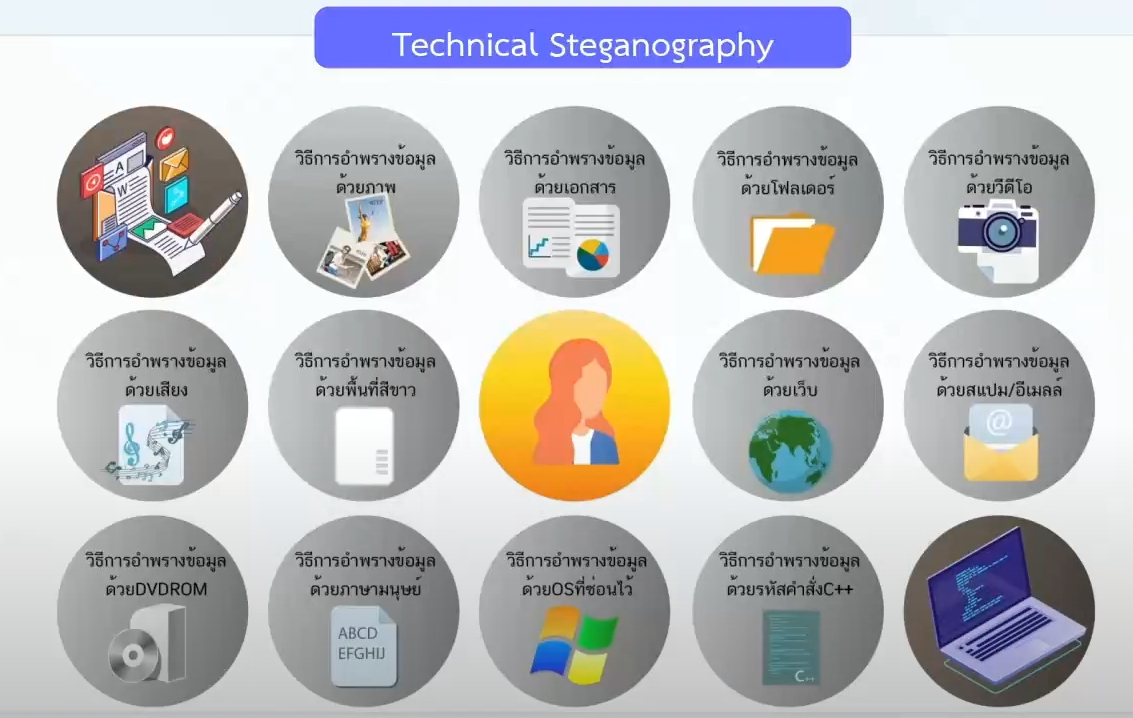 Technical Steganography
วิธีการอำพรางข้อมูล
ด้วยภาพ
วิธีการอำพรางข้อมูล
ด้วยเอกสาร
วิธีการอำพรางข้อมูล
ด้วยโฟลเดอร์
วิธีการอำพรางข้อมูล
ด้วยวีดีโอ
วิธีการอำพรางข้อมูล
ด้วยเสียง
วิธีการอำพรางข้อมูล
ด้วยพื้นที่สีขาว
วิธีการอำพรางข้อมูล
ด้วยเว็บ
วิธีการอำพรางข้อมูล
ด้วยสแปม/อีเมลล์
@
วิธีการอำพรางข้อมูล
ด้วยDVDROM
วิธีการอำพรางข้อมูล
ด้วยภาษามนุษย์
ABCD
EFGHIJ
วิธีการอำพรางข้อมูล
ด้วยOSที่ซ่อนไว้
วิธีการอำพรางข้อมูล
ด้วยรหัสคำสั่งC++
C++